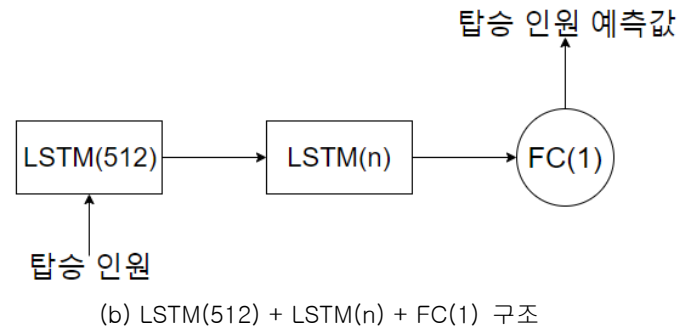 탑승 인원 예측값
LSTM(512)
LSTM(n)
FC(1)
탑승 인원
(b) LSTM(512) + LSTM(n) + FC(1) 구조